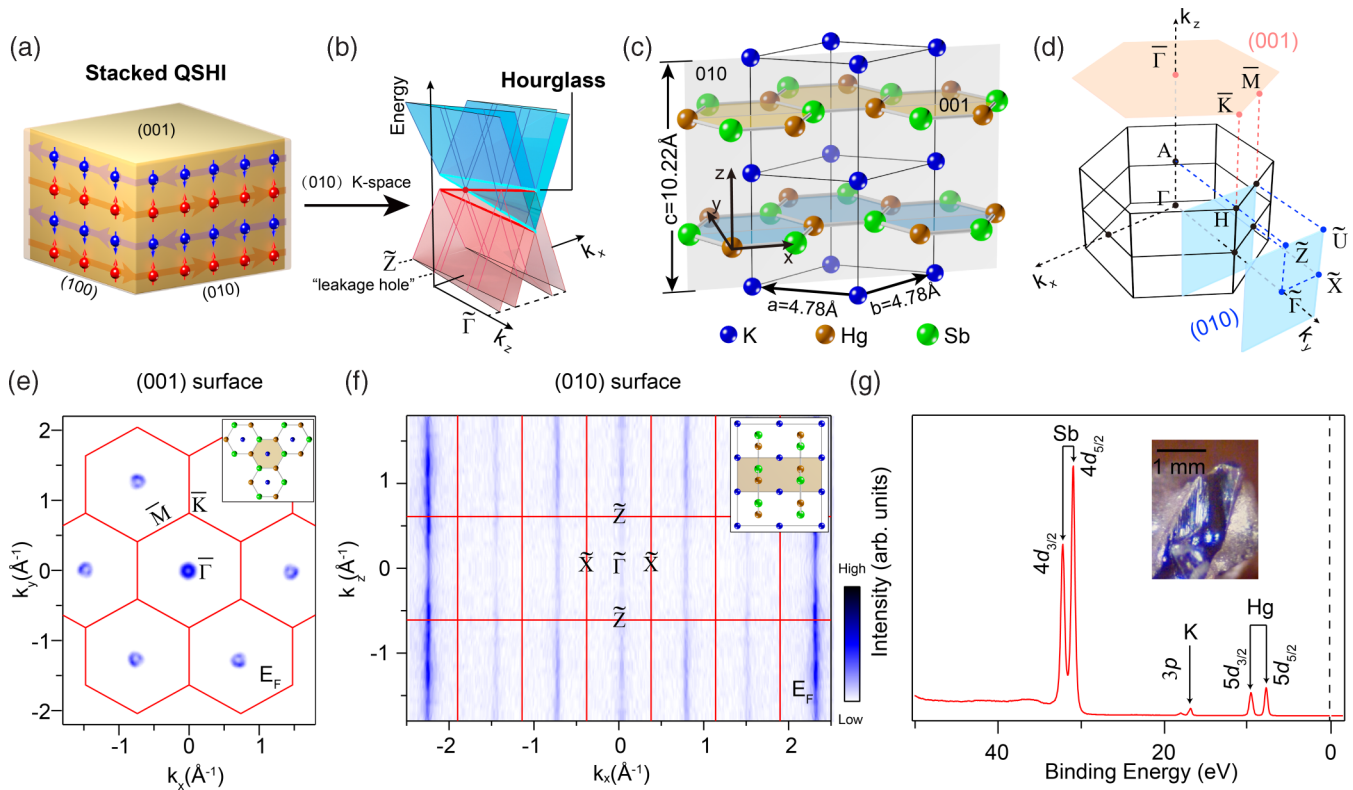 (a)
Stacked QSHI
(001)
(100)
(010)
(010) K-space
(b)
Hourglass
Energy
Z̃
“leakage hole”
Γ̃
k_z
k_x
(c)
010
001
c=10.22Å
z
y
x
a=4.78Å
b=4.78Å
K
Hg
Sb
(d)
k_z
(001)
Γ̅
M̅
K̅
A
Γ
H
Ũ
Z̃
X̃
Γ̃
k_x
(010)
k_y
(e)
(001) surface
k_y(Å⁻¹)
2
1
0
-1
-2
M̅
K̅
Γ̅
E_F
-1
0
1
k_x(Å⁻¹)
(f)
(010) surface
k_z(Å⁻¹)
1
0
-1
Z̃
X̃
Γ̃
X̃
Z̃
E_F
High
Low
-2
-1
0
1
2
k_x(Å⁻¹)
(g)
Intensity (arb. units)
Sb
4d_3/2
4d_5/2
1 mm
K
3p
Hg
5d_3/2
5d_5/2
40
20
0
Binding Energy (eV)